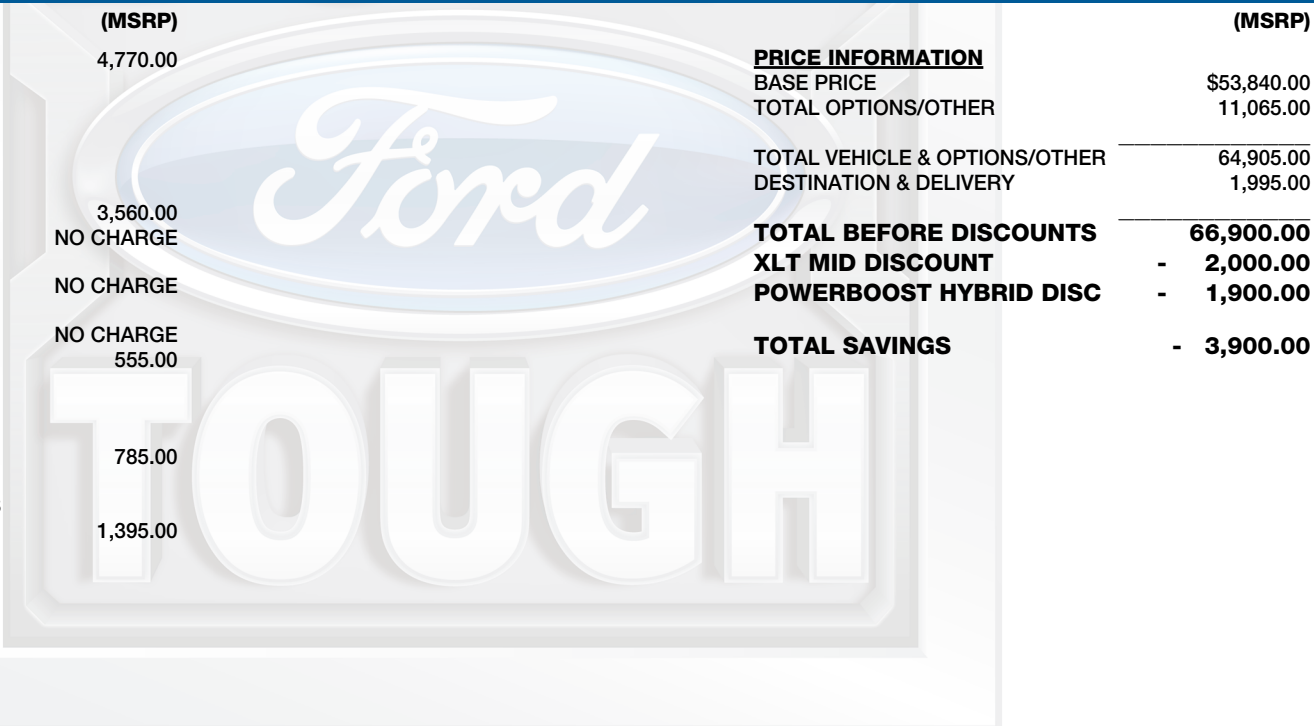 (MSRP)
4,770.00
3,560.00
NO CHARGE
NO CHARGE
NO CHARGE
555.00
785.00
1,395.00
Ford
TOUGH
(MSRP)
PRICE INFORMATION
BASE PRICE $53,840.00
TOTAL OPTIONS/OTHER 11,065.00
TOTAL VEHICLE & OPTIONS/OTHER 64,905.00
DESTINATION & DELIVERY 1,995.00
TOTAL BEFORE DISCOUNTS 66,900.00
XLT MID DISCOUNT - 2,000.00
POWERBOOST HYBRID DISC - 1,900.00
TOTAL SAVINGS - 3,900.00